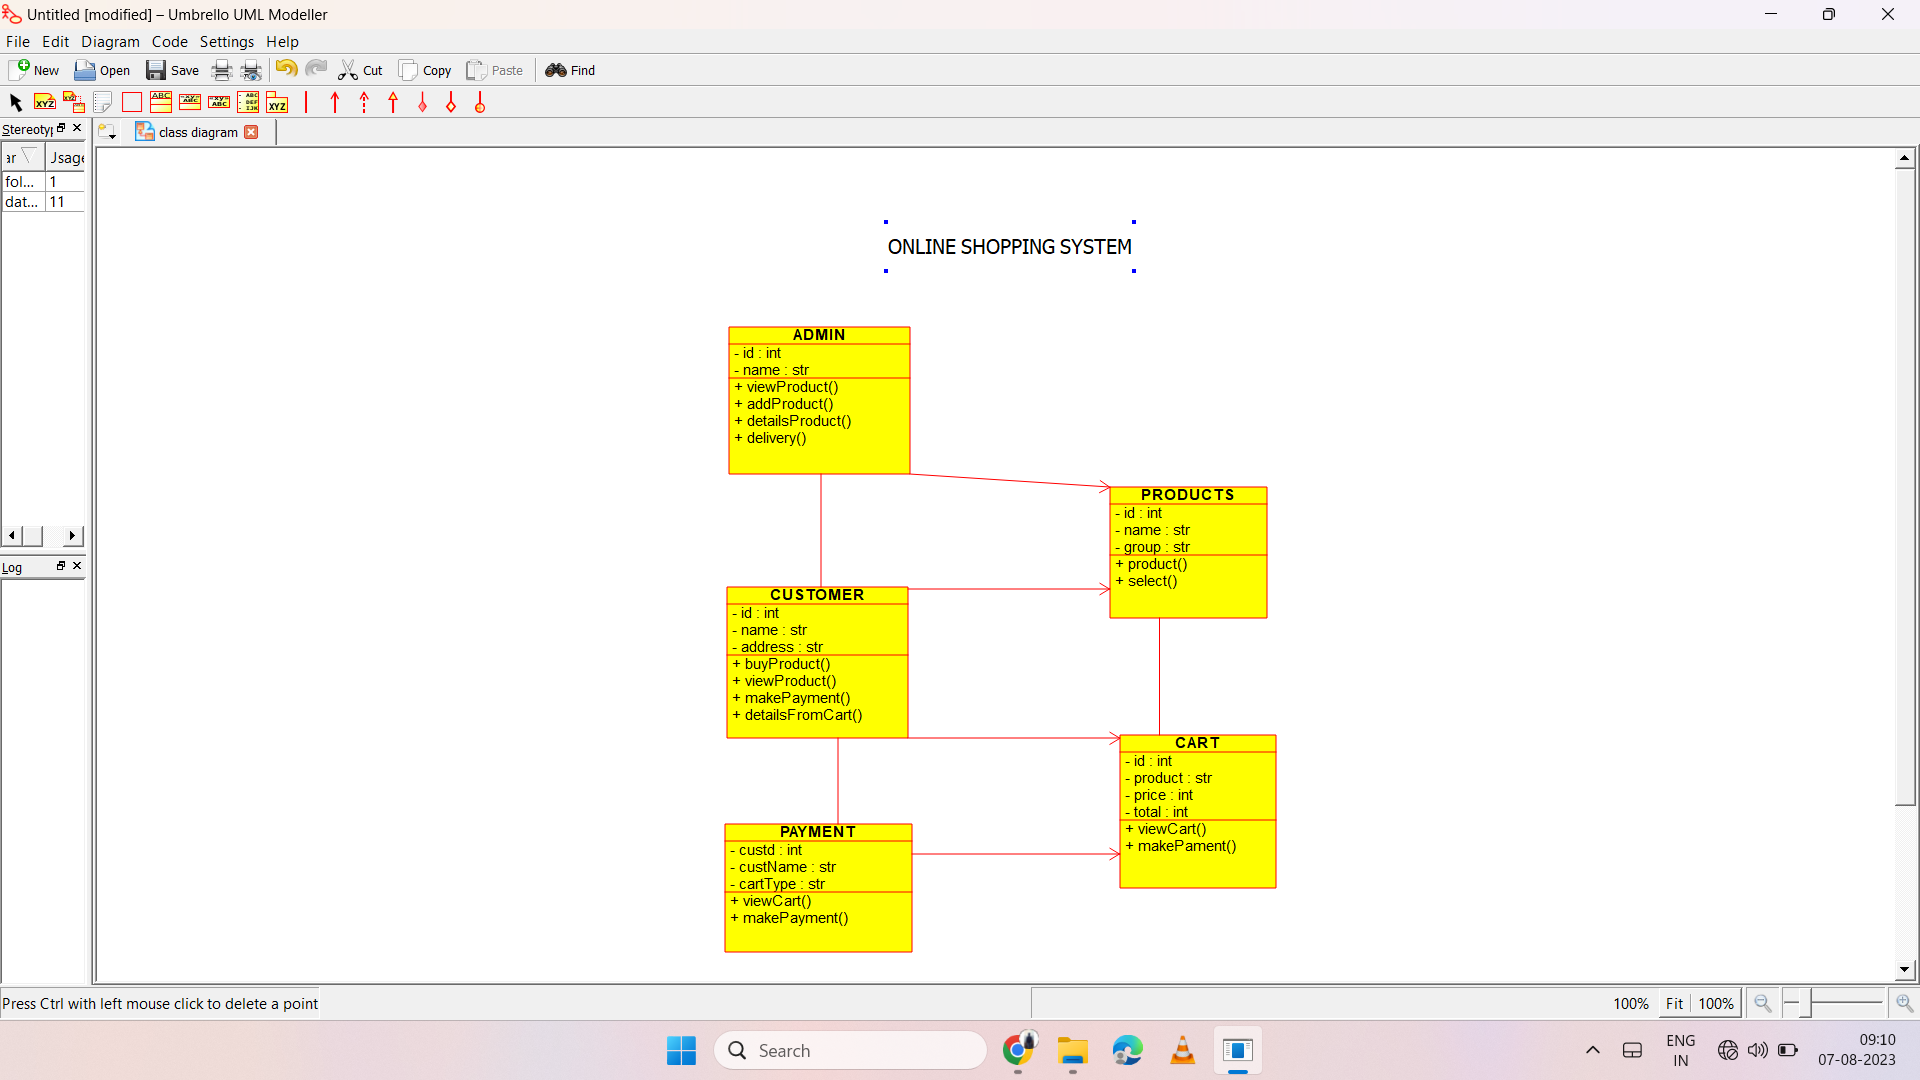 Untitled [modified] – Umbrello UML Modeller
File Edit Diagram Code Settings Help
New Open Save Cut Copy Paste Find
XYZ
Stereoty
class diagram
ar Jsage
fol... 1
dat... 11
ONLINE SHOPPING SYSTEM
ADMIN
- id : int
- name : str
+ viewProduct()
+ addProduct()
+ detailsProduct()
+ delivery()
PRODUCTS
- id : int
- name : str
- group : str
+ product()
+ select()
CUSTOMER
- id : int
- name : str
- address : str
+ buyProduct()
+ viewProduct()
+ makePayment()
+ detailsFromCart()
CART
- id : int
- product : str
- price : int
- total : int
+ viewCart()
+ makePament()
PAYMENT
- custd : int
- custName : str
- cartType : str
+ viewCart()
+ makePayment()
Log
Press Ctrl with left mouse click to delete a point
100% Fit 100%
Search
ENG
IN
09:10
07-08-2023